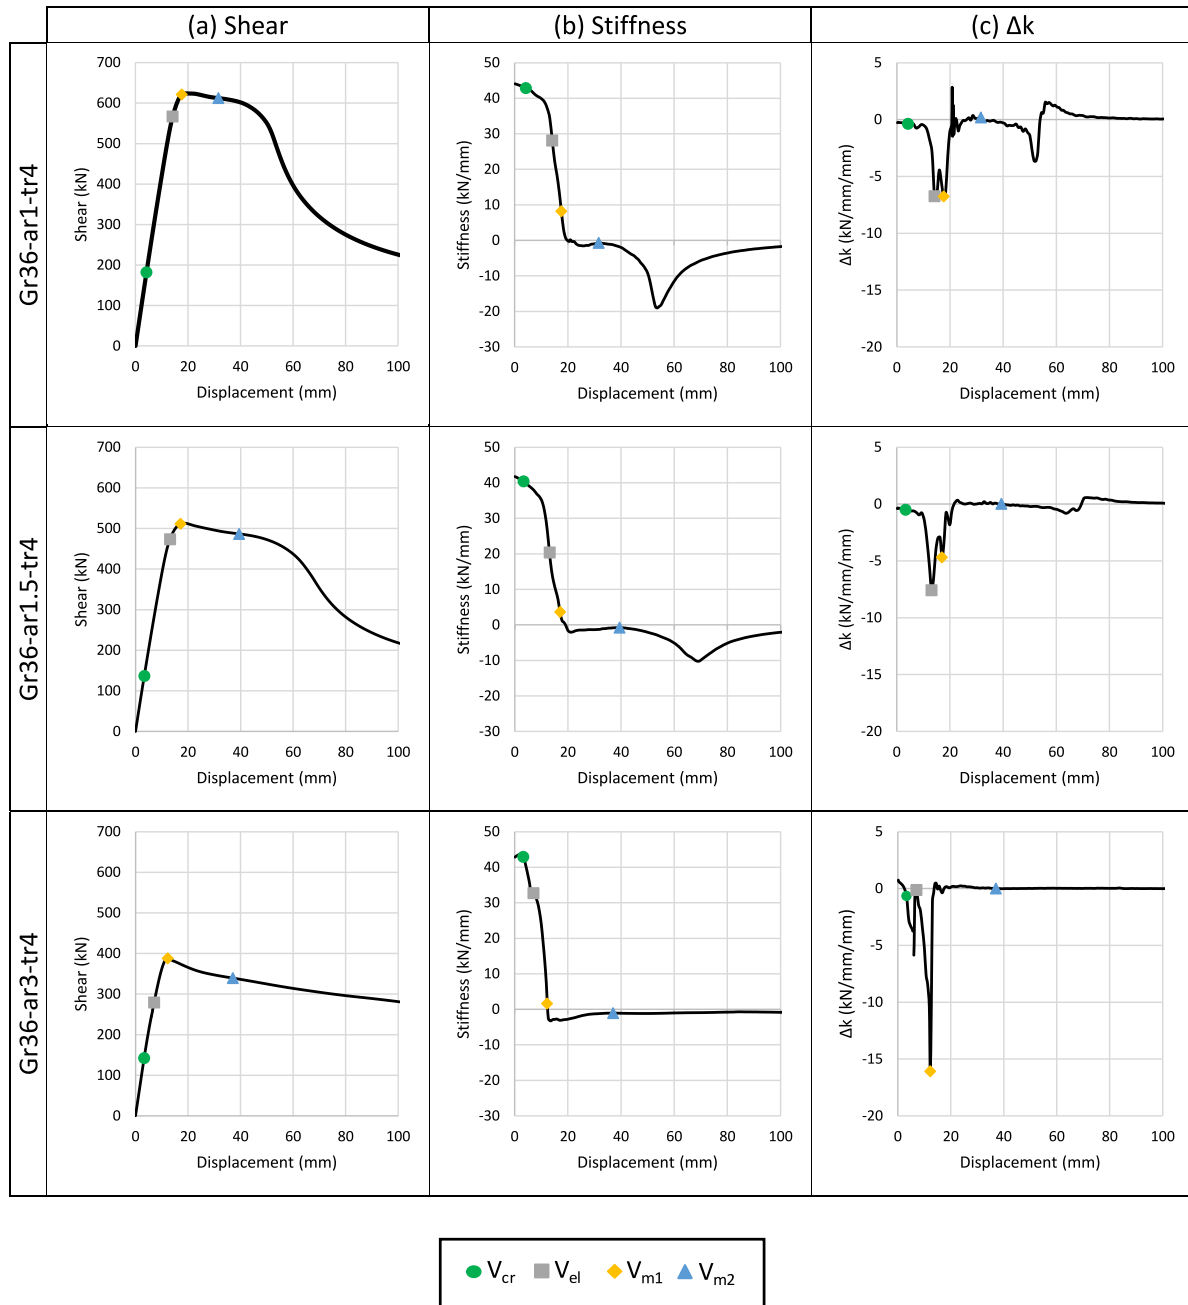 (a) Shear
(b) Stiffness
(c) Δk
Gr36-ar1-tr4
700
600
500
400
300
200
100
0
Shear (kN)
0 20 40 60 80 100
Displacement (mm)
50
40
30
20
10
0
-10
-20
-30
Stiffness (kN/mm)
0 20 40 60 80 100
Displacement (mm)
5
0
-5
-10
-15
-20
Δk (kN/mm/mm)
0 20 40 60 80 100
Displacement (mm)
Gr36-ar1.5-tr4
700
600
500
400
300
200
100
0
Shear (kN)
0 20 40 60 80 100
Displacement (mm)
50
40
30
20
10
0
-10
-20
-30
Stiffness (kN/mm)
0 20 40 60 80 100
Displacement (mm)
5
0
-5
-10
-15
-20
Δk (kN/mm/mm)
0 20 40 60 80 100
Displacement (mm)
Gr36-ar3-tr4
700
600
500
400
300
200
100
0
Shear (kN)
0 20 40 60 80 100
Displacement (mm)
50
40
30
20
10
0
-10
-20
-30
Stiffness (kN/mm)
0 20 40 60 80 100
Displacement (mm)
5
0
-5
-10
-15
-20
Δk (kN/mm/mm)
0 20 40 60 80 100
Displacement (mm)
Vcr Vel Vm1 Vm2